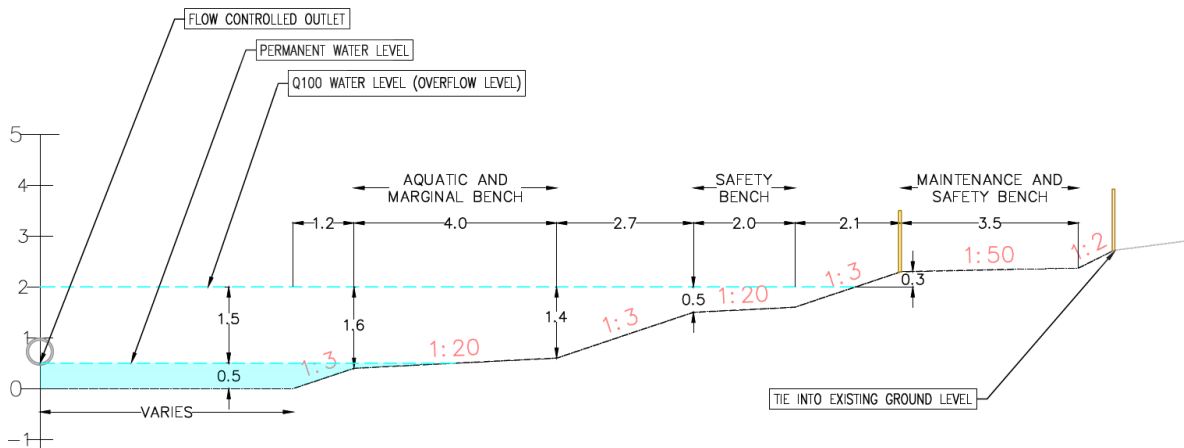 FLOW CONTROLLED OUTLET
PERMANENT WATER LEVEL
Q100 WATER LEVEL (OVERFLOW LEVEL)
5
4
3
2
1
0
-1
AQUATIC AND
MARGINAL BENCH
SAFETY
BENCH
MAINTENANCE AND
SAFETY BENCH
1.2
4.0
2.7
2.0
2.1
3.5
1:3
1:20
1:3
1:20
1:3
1:50
1:2
1.5
1.6
1.4
0.5
0.3
0.5
VARIES
TIE INTO EXISTING GROUND LEVEL